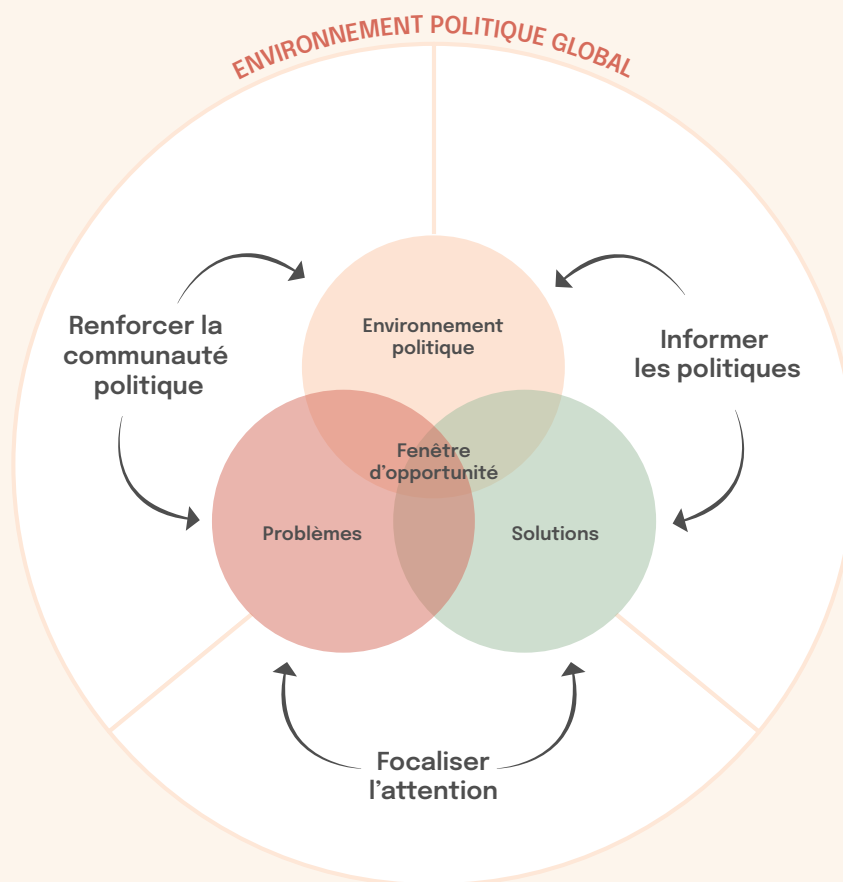 ENVIRONNEMENT POLITIQUE GLOBAL
Environnement
politique
Renforcer la
communauté
politique
Informer
les politiques
Fenêtre
d'opportunité
Problèmes
Solutions
Focaliser
l'attention